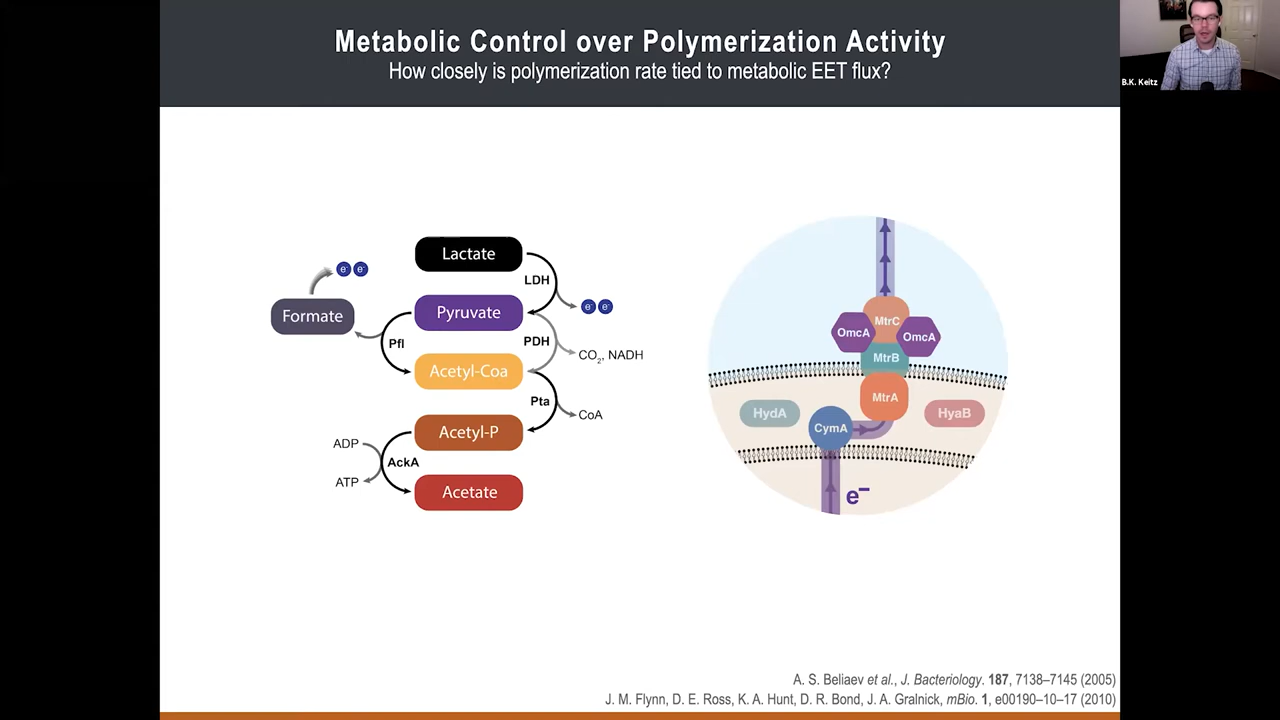 Metabolic Control over Polymerization Activity
How closely is polymerization rate tied to metabolic EET flux?
B.K. Keitz
Lactate
LDH
e- e-
Formate
Pyruvate
e- e-
Pfl
PDH
CO2, NADH
Acetyl-Coa
Pta
CoA
Acetyl-P
ADP
AckA
ATP
Acetate
MtrC
OmcA
OmcA
MtrB
MtrA
HydA
HyaB
CymA
e−
A. S. Beliaev et al., J. Bacteriology. 187, 7138–7145 (2005)
J. M. Flynn, D. E. Ross, K. A. Hunt, D. R. Bond, J. A. Gralnick, mBio. 1, e00190–10–17 (2010)